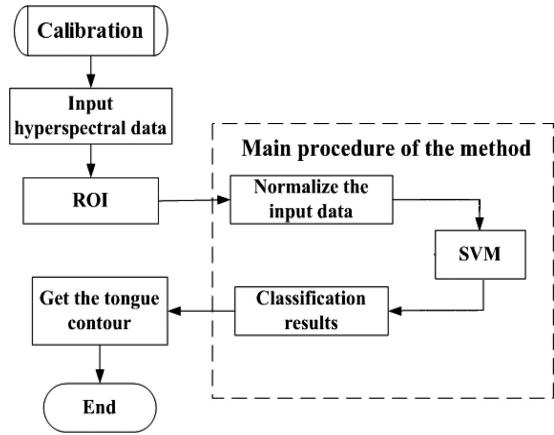 Calibration
Input
hyperspectral data
ROI
Main procedure of the method
Normalize the
input data
SVM
Classification
results
Get the tongue
contour
End